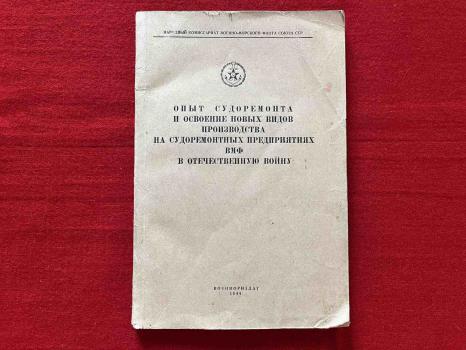 НАРОДНЫЙ КОМИССАРИАТ ВОЕННО-МОРСКОГО ФЛОТА СОЮЗА ССР
ОПЫТ СУДОРЕМОНТА
И ОСВОЕНИЕ НОВЫХ ВИДОВ
ПРОИЗВОДСТВА
НА СУДОРЕМОНТНЫХ ПРЕДПРИЯТИЯХ
ВМФ
В ОТЕЧЕСТВЕННУЮ ВОЙНУ
ВОЕНМОРИЗДАТ